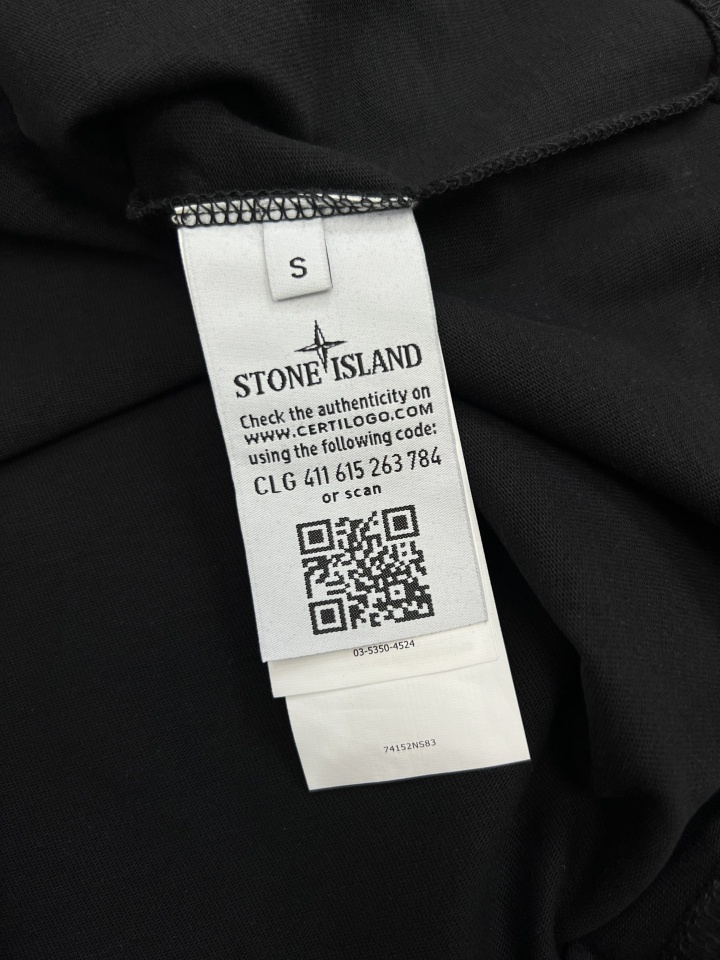 S
STONE ISLAND
Check the authenticity on
WWW.CERTILOGO.COM
using the following code:
CLG 411 615 263 784
or scan
03-5350-4524
74152NS83